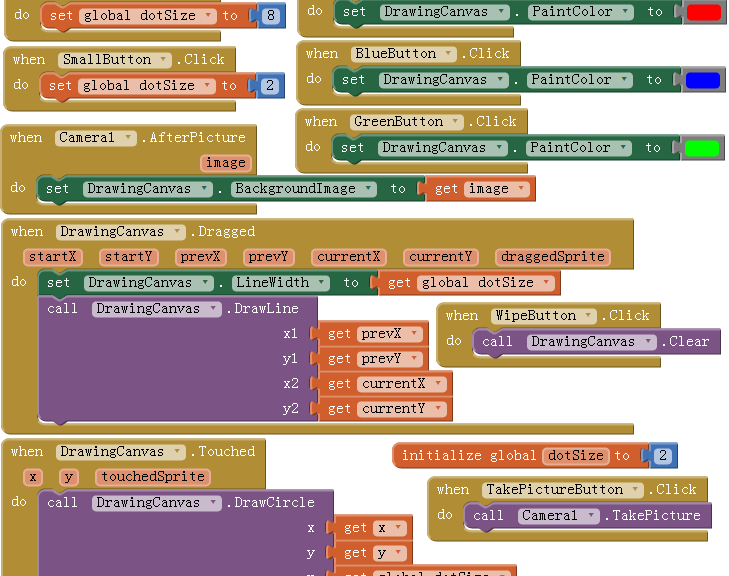 do set global dotSize to 8
do set DrawingCanvas . PaintColor to
when SmallButton .Click
do set global dotSize to 2
when BlueButton .Click
do set DrawingCanvas . PaintColor to
when GreenButton .Click
do set DrawingCanvas . PaintColor to
when Camera1 .AfterPicture
image
do set DrawingCanvas . BackgroundImage to get image
when DrawingCanvas .Dragged
startX startY prevX prevY currentX currentY draggedSprite
do set DrawingCanvas . LineWidth to get global dotSize
call DrawingCanvas .DrawLine
x1 get prevX
y1 get prevY
x2 get currentX
y2 get currentY
when WipeButton .Click
do call DrawingCanvas .Clear
when DrawingCanvas .Touched
x y touchedSprite
do call DrawingCanvas .DrawCircle
x get x
y get y
initialize global dotSize to 2
when TakePictureButton .Click
do call Camera1 .TakePicture